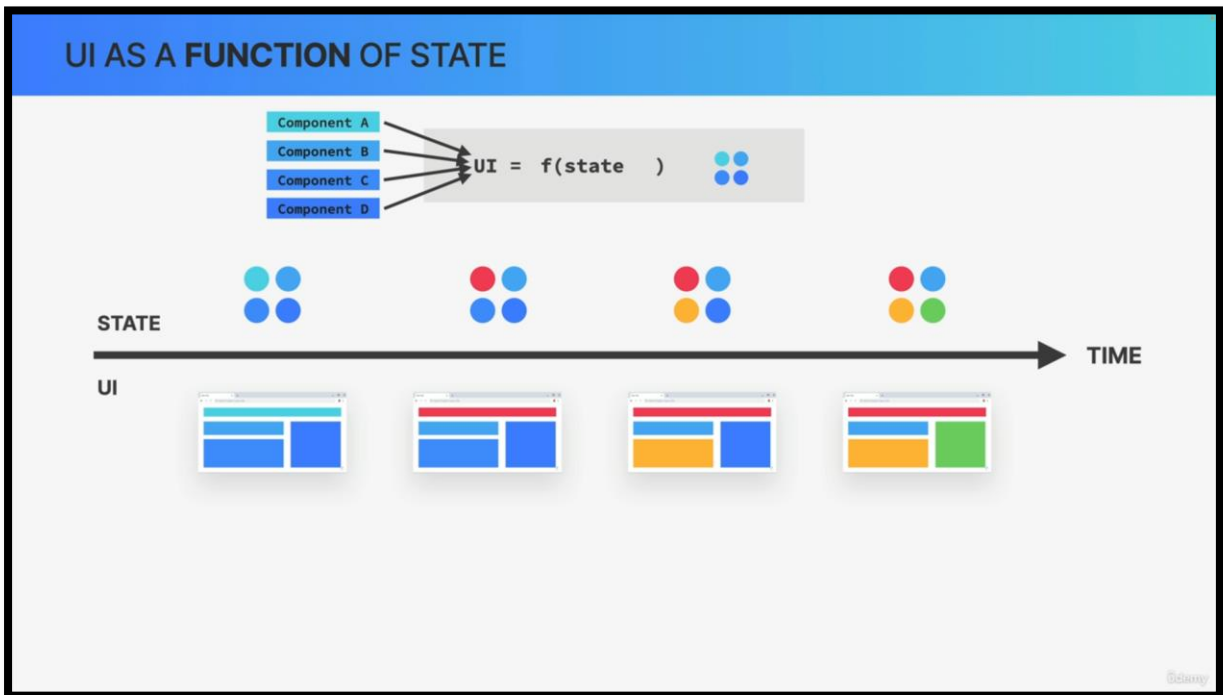 UI AS A FUNCTION OF STATE
Component A
Component B
Component C
Component D
UI = f(state )
STATE
TIME
UI